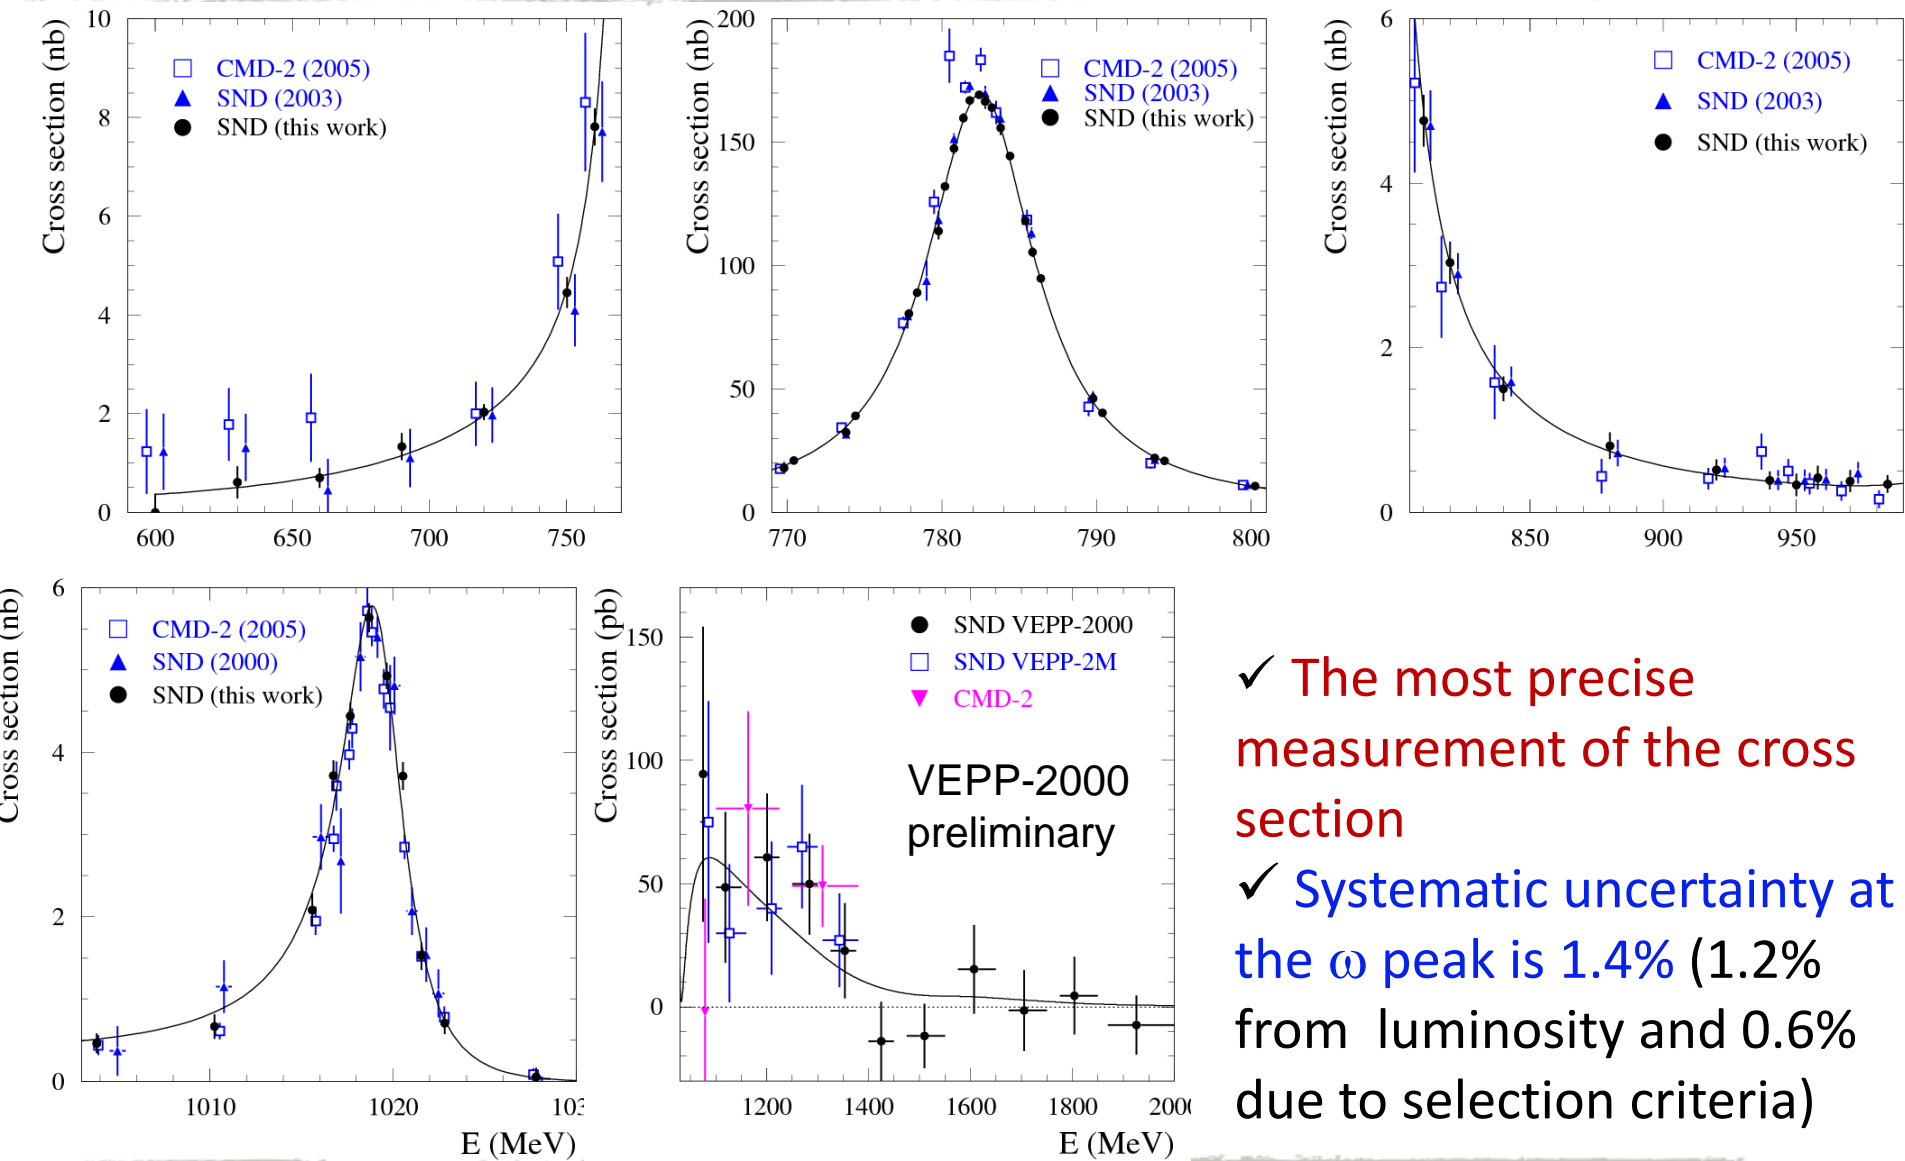 Cross section (nb)
10
8
6
4
2
0
600 650 700 750
CMD-2 (2005)
SND (2003)
SND (this work)
Cross section (nb)
200
150
100
50
0
770 780 790 800
CMD-2 (2005)
SND (2003)
SND (this work)
Cross section (nb)
6
4
2
0
850 900 950
CMD-2 (2005)
SND (2003)
SND (this work)
Cross section (nb)
6
4
2
0
1010 1020 103
E (MeV)
CMD-2 (2005)
SND (2000)
SND (this work)
Cross section (pb)
150
100
50
0
1200 1400 1600 1800 2000
E (MeV)
SND VEPP-2000
SND VEPP-2M
CMD-2
VEPP-2000
preliminary
✓ The most precise
measurement of the cross
section
✓ Systematic uncertainty at
the ω peak is 1.4% (1.2%
from luminosity and 0.6%
due to selection criteria)